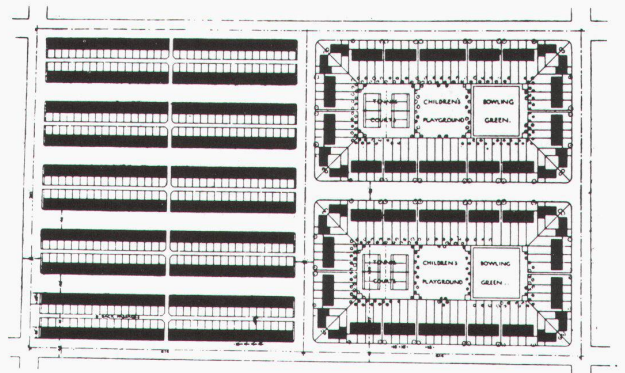 TENNIS
COURTS
CHILDREN'S
PLAYGROUND
BOWLING
GREEN.
TENNIS
COURTS
CHILDREN'S
PLAYGROUND
BOWLING
GREEN..